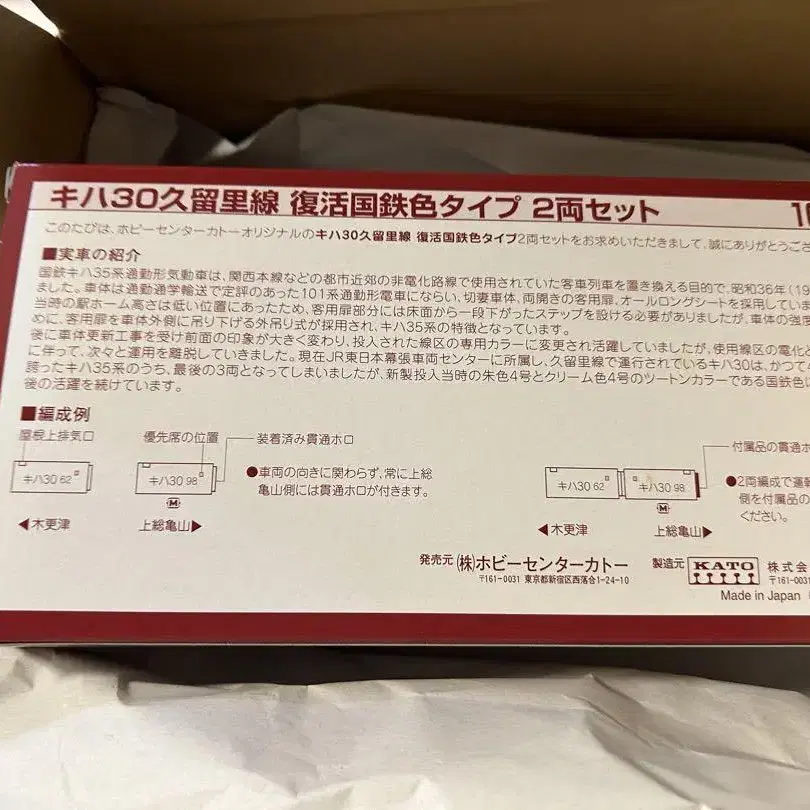 キハ30久留里線 復活国鉄色タイプ 2両セット
このたびは、ホビーセンターカトーオリジナルのキハ30久留里線 復活国鉄色タイプ2両セットをお求めいただきまして、誠にありがとうござ
■実車の紹介
国鉄キハ35系通勤形気動車は、関西本線などの都市近郊の非電化路線で使用されていた客車列車を置き換える目的で、昭和36年(19
ました。車体は通勤通学輸送で定評のあった101系通勤形電車にならい、切妻車体、両開きの客用扉、オールロングシートを採用していま
当時の駅ホーム高さは低い位置にあったため、客用扉部分には床面から一段下がったステップを設ける必要がありましたが、車体の強度
めに、客用扉を車体外側に吊り下げる外吊り式が採用され、キハ35系の特徴となっています。
後に車体更新工事を受け前面の印象が大きく変わり、投入された線区の専用カラーに変更され活躍していましたが、使用線区の電化と
に伴って、次々と運用を離脱していきました。現在JR東日本幕張車両センターに所属し、久留里線で運行されているキハ30は、かつて4
誇ったキハ35系のうち、最後の3両となってしまいましたが、新製投入当時の朱色4号とクリーム色4号のツートンカラーである国鉄色に
後の活躍を続けています。
■編成例
屋根上排気口 優先席の位置 装着済み貫通ホロ 付属品の貫通ホ
キハ30 62 キハ30 98 ●車両の向きに関わらず、常に上総 キハ30 62 キハ30 98 ●2両編成で運転
亀山側には貫通ホロが付きます。 側を付属品の
M M ください。
◀木更津 上総亀山▶ ◀木更津 上総亀山▶
発売元 (株)ホビーセンターカトー 製造元 KATO 株式会
〒161-0031 東京都新宿区西落合1-24-10 〒161-0031
Made in Japan